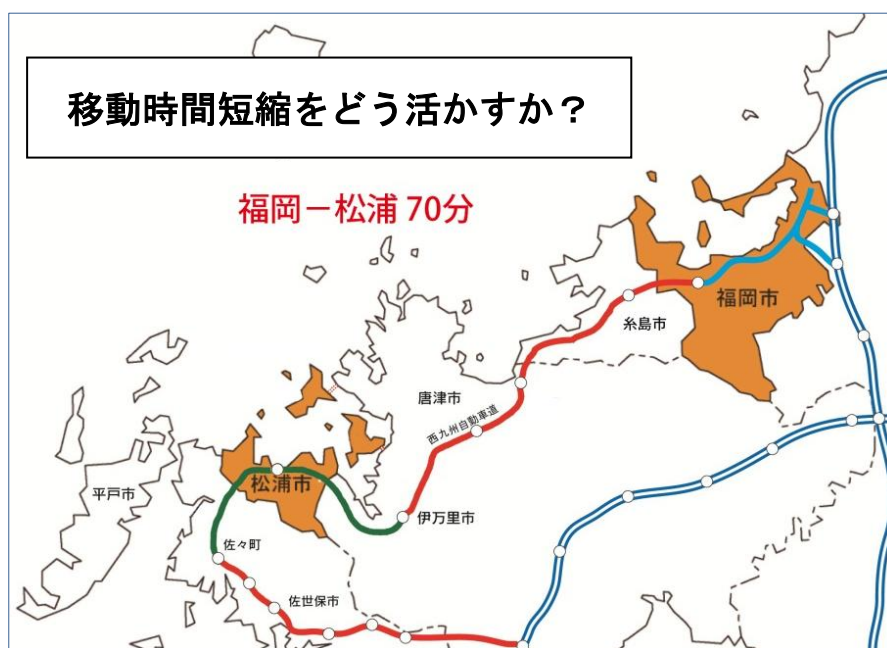 移動時間短縮をどう活かすか?
福岡-松浦 70分
福岡市
糸島市
唐津市
西九州自動車道
松浦市
平戸市
伊万里市
佐々町
佐世保市